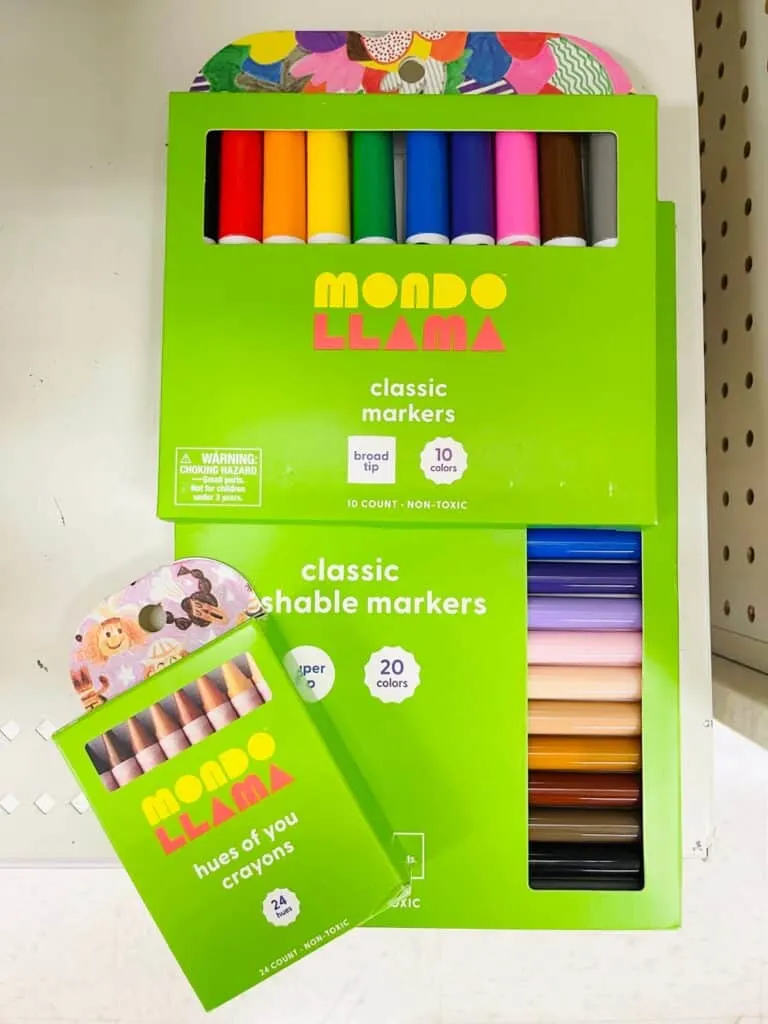 MONDO
LLAMA
classic
markers
broad
tip
10
colors
⚠ WARNING:
CHOKING HAZARD
—Small parts.
Not for children
under 3 years.
10 COUNT • NON-TOXIC
classic
shable markers
20
colors
MONDO
LLAMA
hues of you
crayons
24
hues
24 COUNT • NON-TOXIC